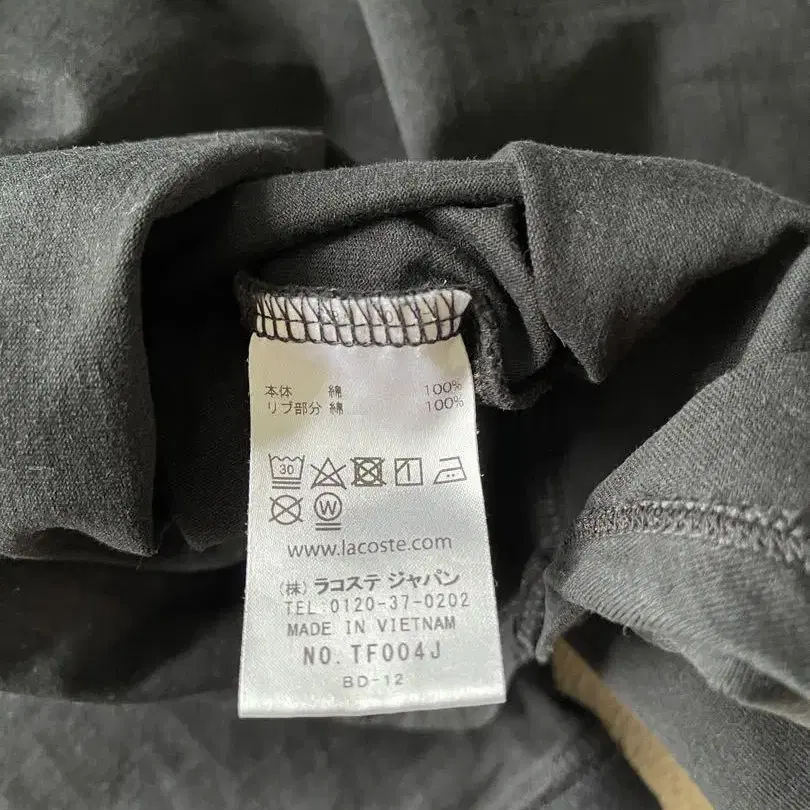 本体 綿 100%
リブ部分 綿 100%
30
W
www.lacoste.com
(株) ラコステ ジャパン
TEL:0120-37-0202
MADE IN VIETNAM
NO. TF004J
BD-12